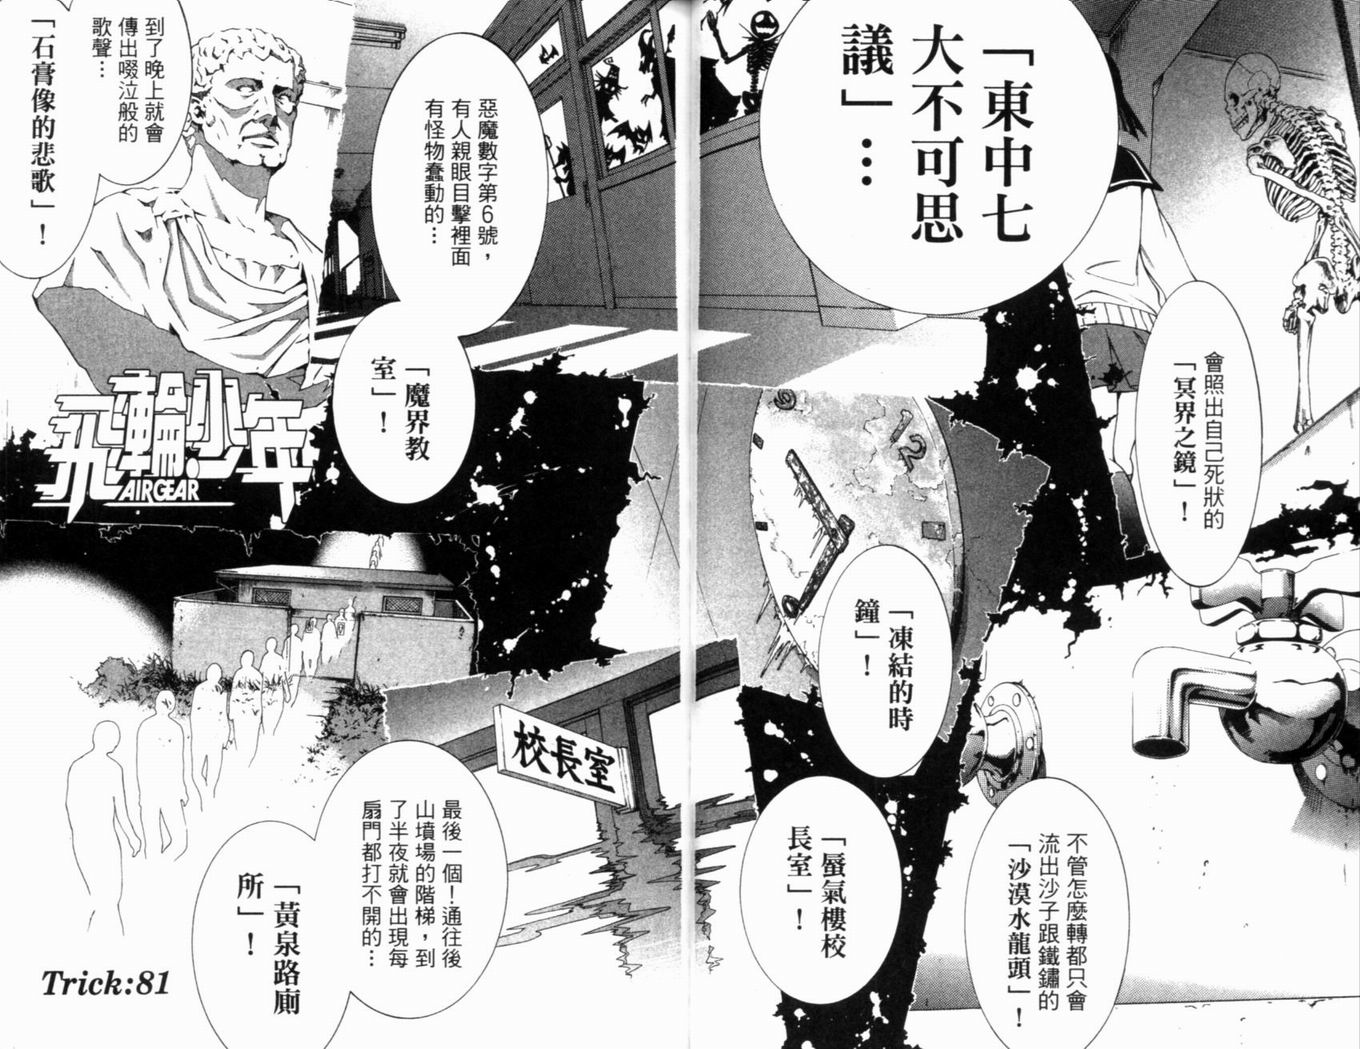 「東中七
大不可思
議」…
會照出自己死狀的
「冥界之鏡」！
「凍結的時
鐘」！
不管怎麼轉都只會
流出沙子跟鐵鏽的
「沙漠水龍頭」！
「蜃氣樓校
長室」！
12
9
惡魔數字第6號，
有人親眼目擊裡面
有怪物蠢動的…
「魔界教
室」！
到了晚上就會
傳出啜泣般的
歌聲…
「石膏像的悲歌」！
飛輪少年
AIRGEAR
校長室
最後一個！通往後
山墳場的階梯，到
了半夜就會出現每
扇門都打不開的…
「黃泉路廁
所」！
Trick:81